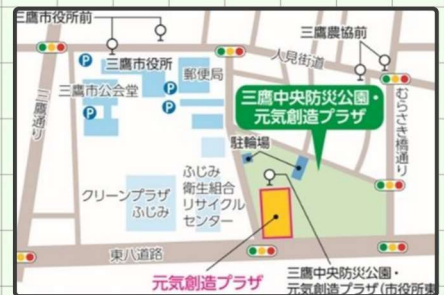 三鷹市役所前
三鷹農協前
P
三鷹市役所
郵便局
人見街道
P
P
三鷹市公会堂
P
P
三鷹通り
むらさき橋通り
三鷹中央防災公園・
元気創造プラザ
駐輪場
ふじみ
衛生組合
リサイクル
センター
クリーンプラザ
ふじみ
東八道路
元気創造プラザ
三鷹中央防災公園・
元気創造プラザ(市役所東